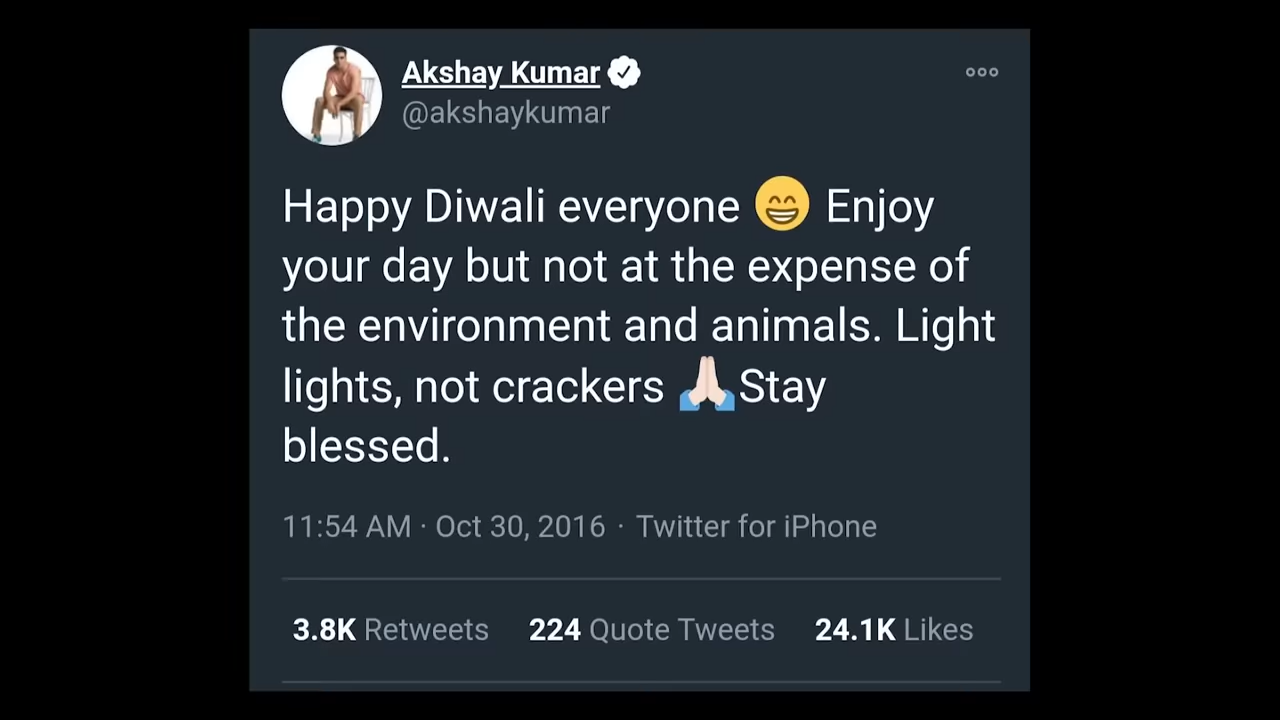 Akshay Kumar
@akshaykumar
Happy Diwali everyone 😁 Enjoy
your day but not at the expense of
the environment and animals. Light
lights, not crackers 🙏🏻Stay
blessed.
11:54 AM · Oct 30, 2016 · Twitter for iPhone
3.8K Retweets 224 Quote Tweets 24.1K Likes